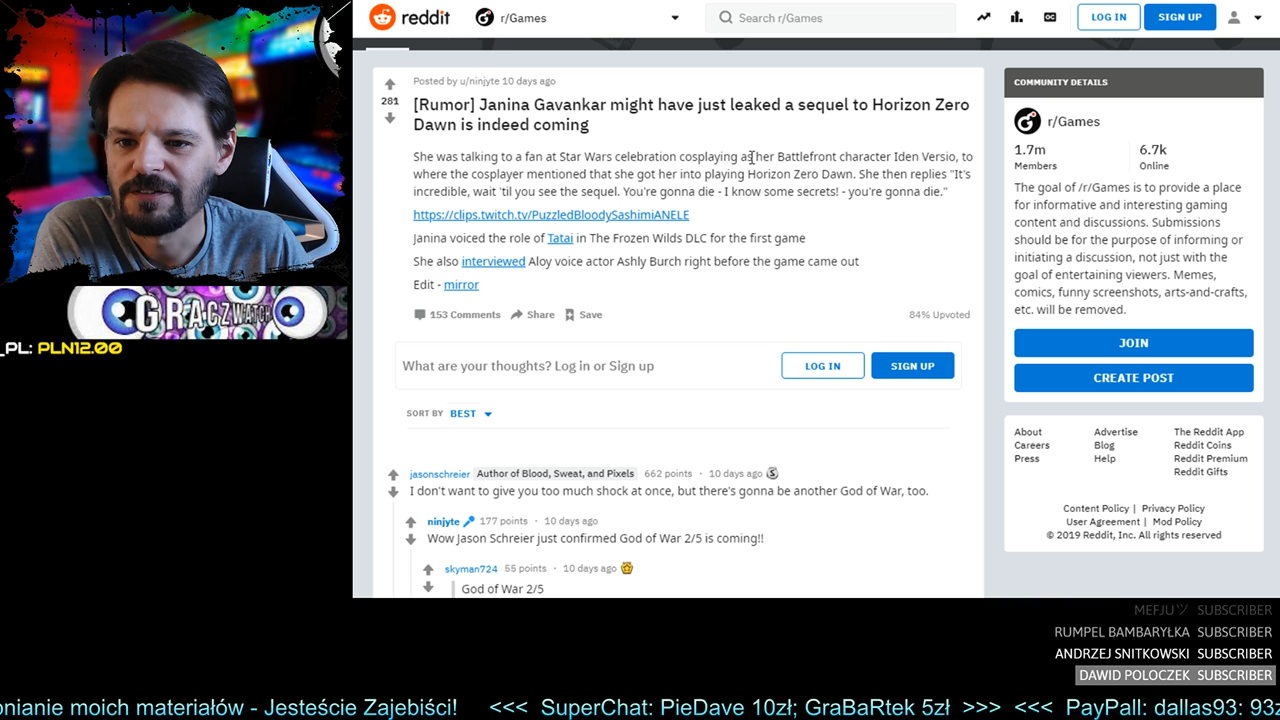 reddit
r/Games
Search r/Games
LOG IN
SIGN UP
Posted by u/ninjyte 10 days ago
281
[Rumor] Janina Gavankar might have just leaked a sequel to Horizon Zero
Dawn is indeed coming
She was talking to a fan at Star Wars celebration cosplaying as her Battlefront character Iden Versio, to
where the cosplayer mentioned that she got her into playing Horizon Zero Dawn. She then replies "It's
incredible, wait 'til you see the sequel. You're gonna die - I know some secrets! - you're gonna die."
https://clips.twitch.tv/PuzzledBloodySashimiANELE
Janina voiced the role of Tatai in The Frozen Wilds DLC for the first game
She also interviewed Aloy voice actor Ashly Burch right before the game came out
Edit - mirror
153 Comments
Share
Save
84% Upvoted
What are your thoughts? Log in or Sign up
LOG IN
SIGN UP
SORT BY BEST
jasonschreier Author of Blood, Sweat, and Pixels 662 points · 10 days ago S
I don't want to give you too much shock at once, but there's gonna be another God of War, too.
ninjyte 177 points · 10 days ago
Wow Jason Schreier just confirmed God of War 2/5 is coming!!
skyman724 55 points · 10 days ago
God of War 2/5
COMMUNITY DETAILS
r/Games
1.7m
Members
6.7k
Online
The goal of /r/Games is to provide a place
for informative and interesting gaming
content and discussions. Submissions
should be for the purpose of informing or
initiating a discussion, not just with the
goal of entertaining viewers. Memes,
comics, funny screenshots, arts-and-crafts,
etc. will be removed.
JOIN
CREATE POST
About
Careers
Press
Advertise
Blog
Help
The Reddit App
Reddit Coins
Reddit Premium
Reddit Gifts
Content Policy | Privacy Policy
User Agreement | Mod Policy
© 2019 Reddit, Inc. All rights reserved
GRACZWATCH
_PL: PLN12.00
MEFJU SUBSCRIBER
RUMPEL BAMBARYŁKA SUBSCRIBER
ANDRZEJ SNITKOWSKI SUBSCRIBER
DAWID POLOCZEK SUBSCRIBER
onianie moich materiałów - Jesteście Zajebiści! <<< SuperChat: PieDave 10zł; GraBaRtek 5zł >>> <<< PayPall: dallas93: 93z